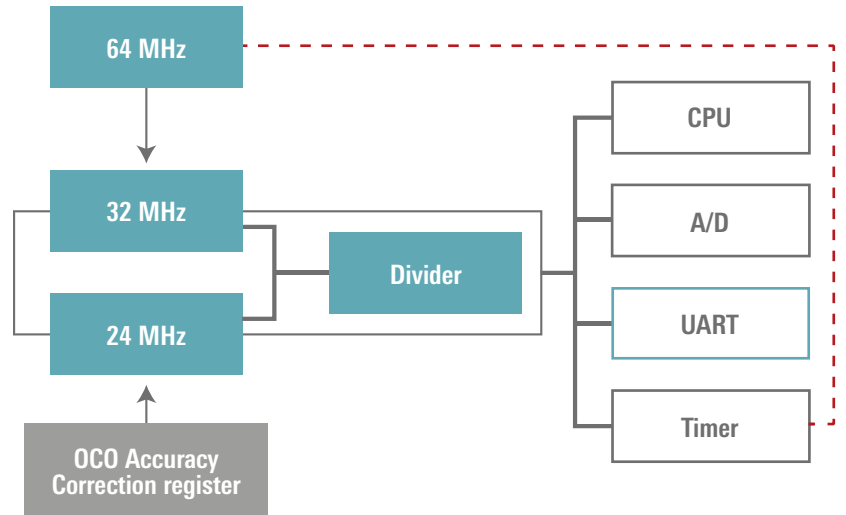 64 MHz
32 MHz
24 MHz
OCO Accuracy
Correction register
Divider
CPU
A/D
UART
Timer